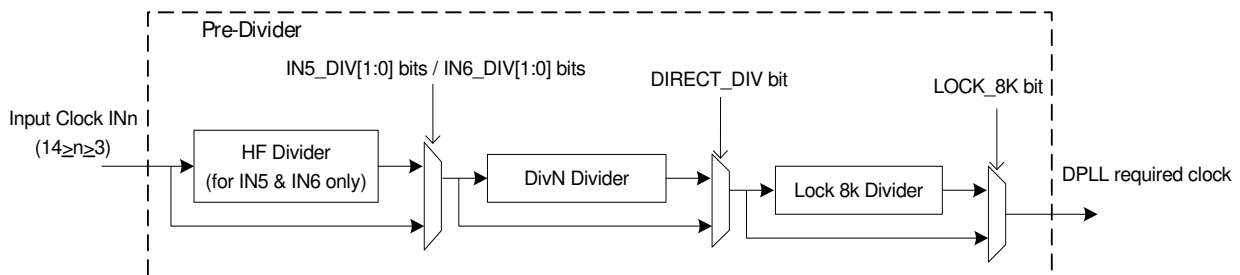 Pre-Divider
IN5_DIV[1:0] bits / IN6_DIV[1:0] bits
DIRECT_DIV bit
LOCK_8K bit
Input Clock INn
(14≥n≥3)
HF Divider
(for IN5 & IN6 only)
DivN Divider
Lock 8k Divider
DPLL required clock